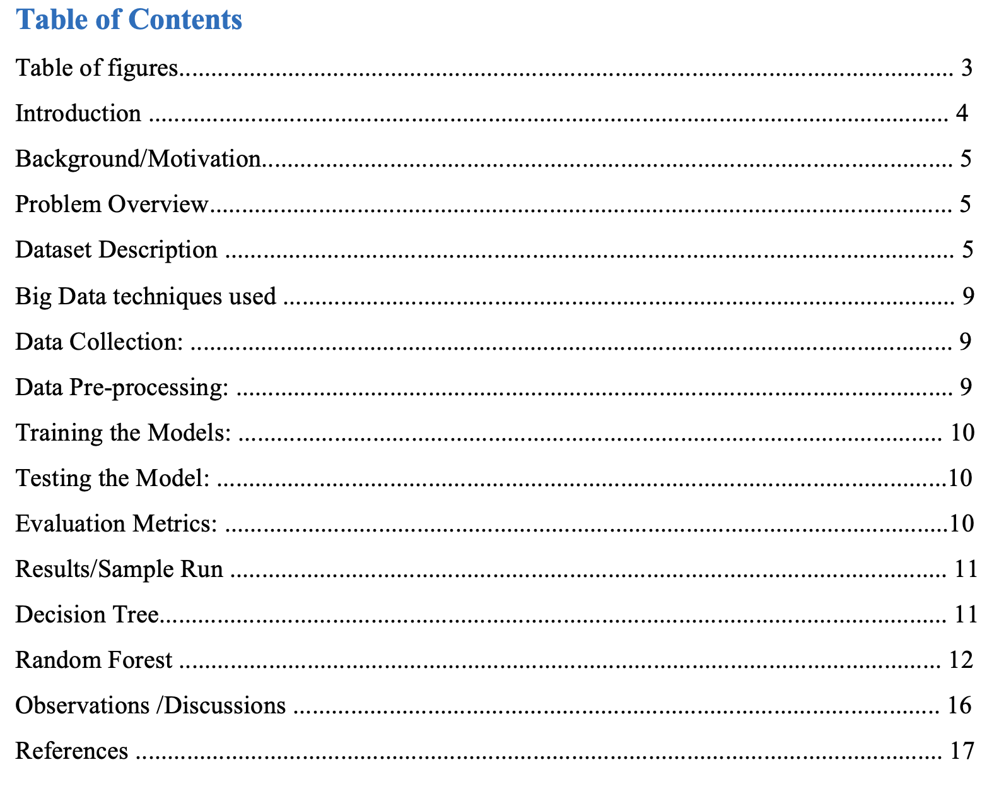 Table of Contents
Table of figures........................................................................................................................ 3
Introduction ............................................................................................................................ 4
Background/Motivation........................................................................................................... 5
Problem Overview................................................................................................................... 5
Dataset Description ................................................................................................................. 5
Big Data techniques used ........................................................................................................ 9
Data Collection: ...................................................................................................................... 9
Data Pre-processing: ............................................................................................................... 9
Training the Models: ............................................................................................................. 10
Testing the Model: .................................................................................................................10
Evaluation Metrics: ................................................................................................................10
Results/Sample Run ............................................................................................................... 11
Decision Tree.......................................................................................................................... 11
Random Forest ...................................................................................................................... 12
Observations /Discussions .................................................................................................... 16
References ............................................................................................................................. 17